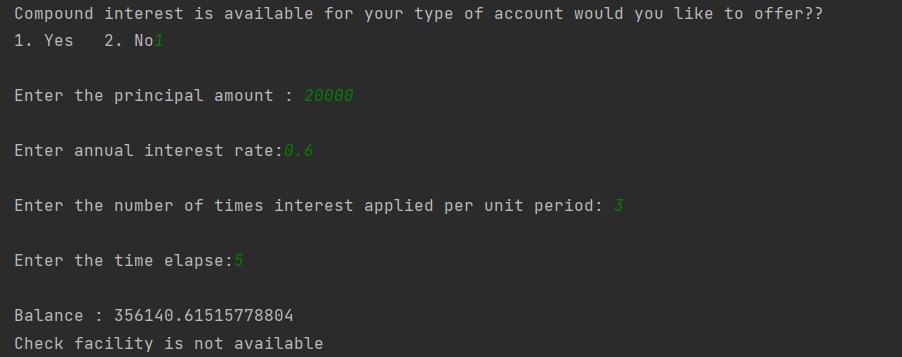 Compound interest is available for your type of account would you like to offer??
1. Yes   2. No1
Enter the principal amount : 20000
Enter annual interest rate:0.6
Enter the number of times interest applied per unit period: 3
Enter the time elapse:5
Balance : 356140.61515778804
Check facility is not available